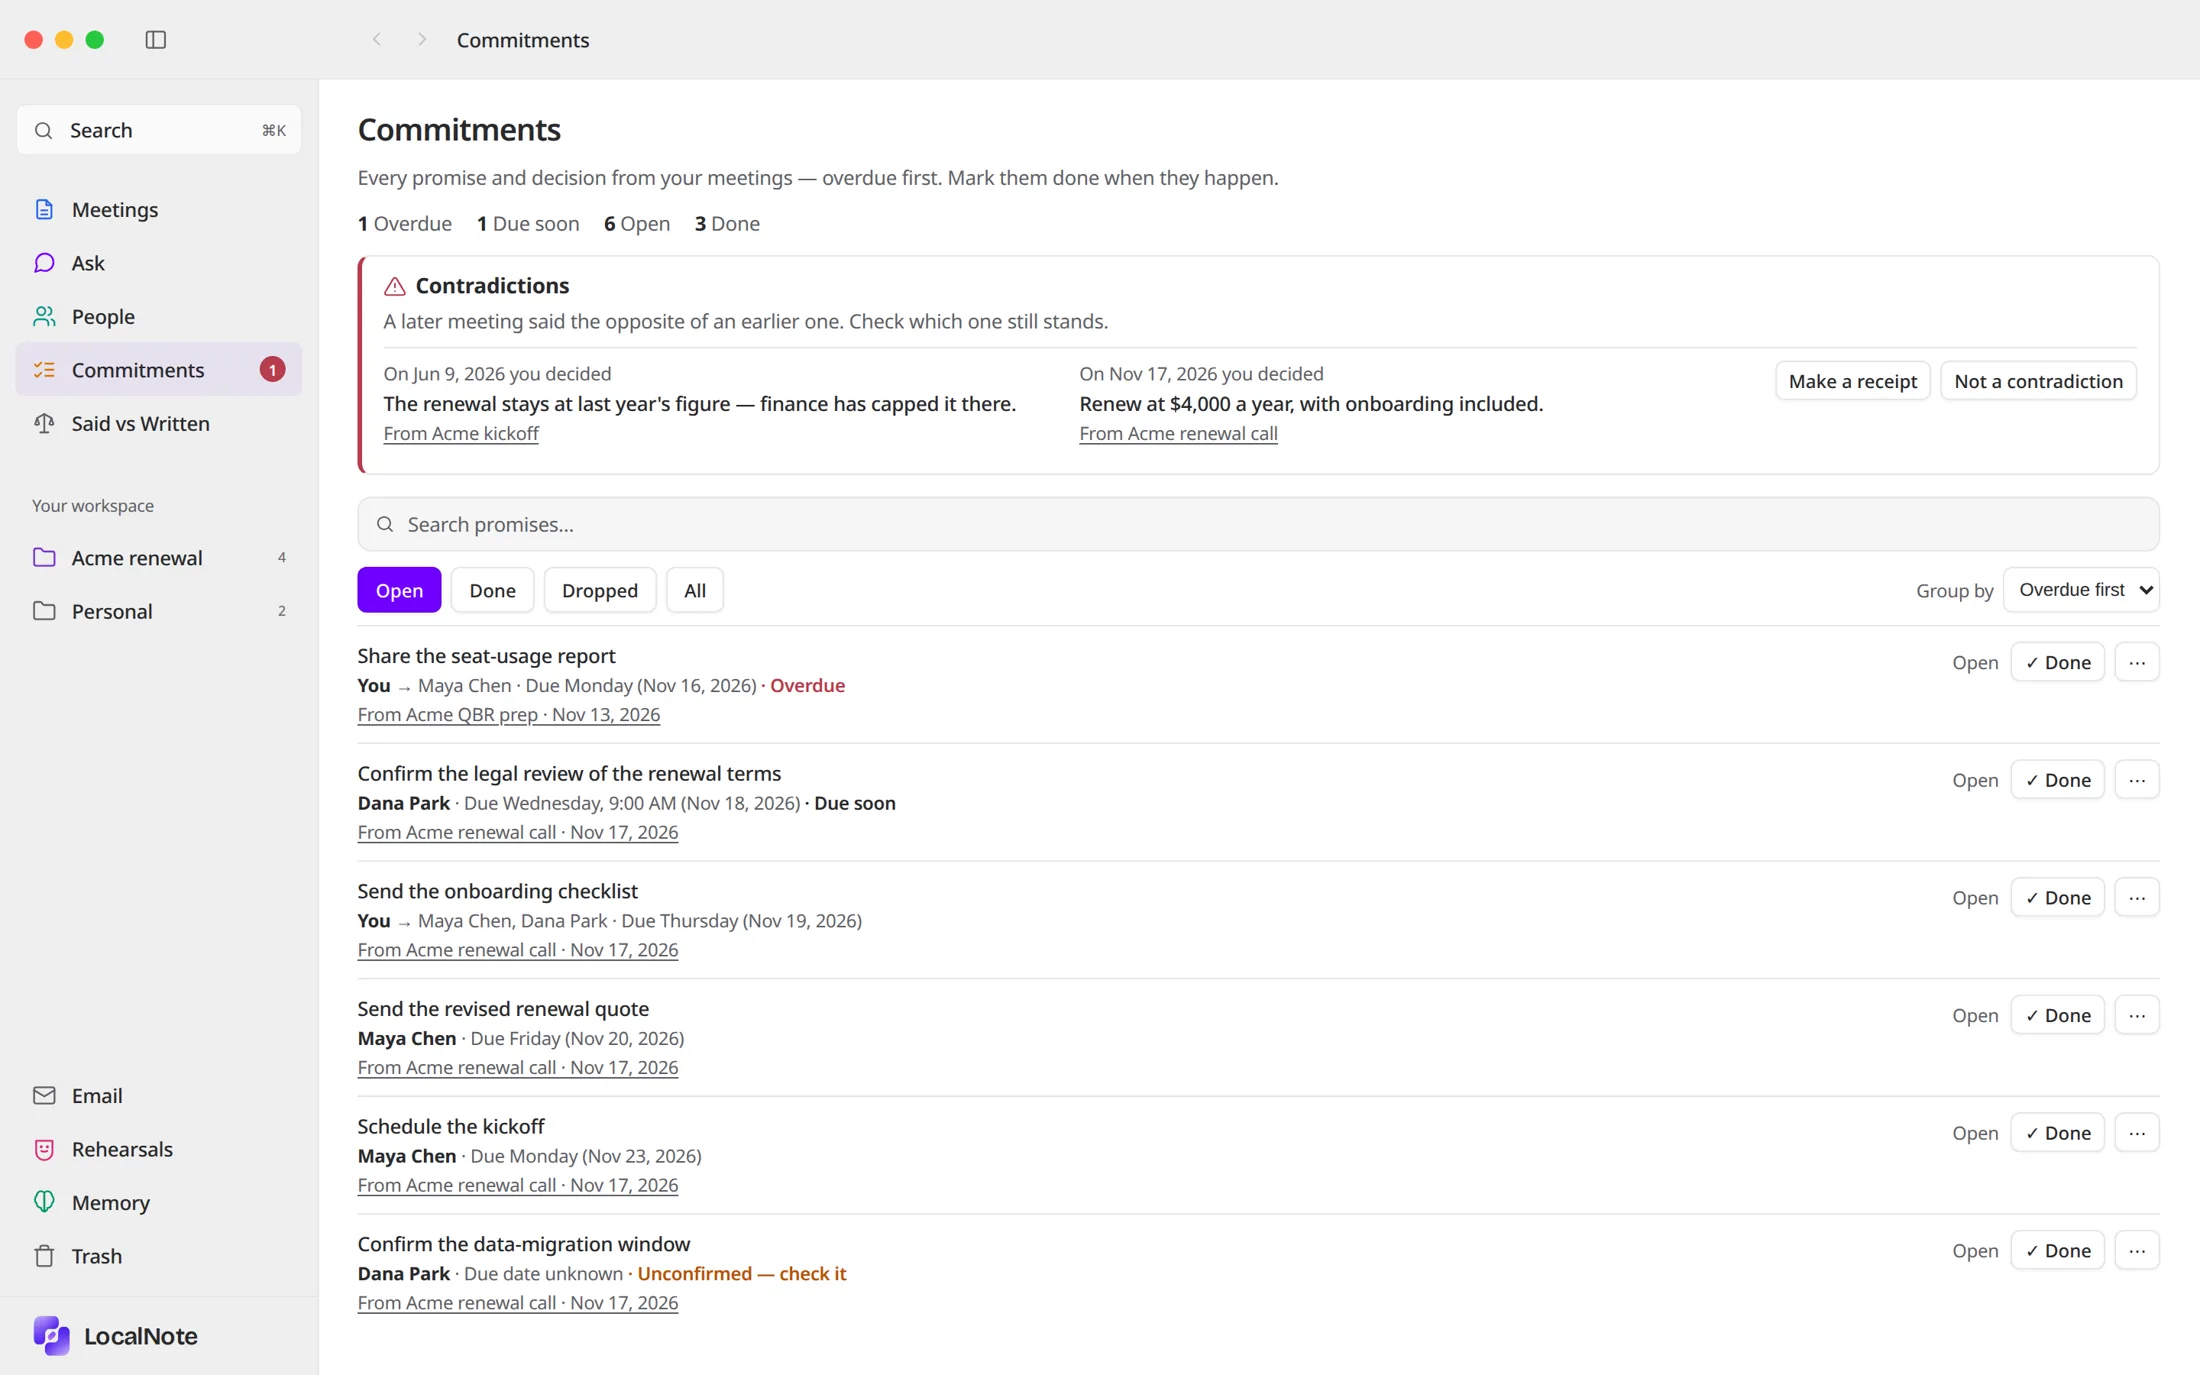 Commitments
Search ⌘K
Meetings
Ask
People
Commitments 1
Said vs Written
Your workspace
Acme renewal 4
Personal 2
Email
Rehearsals
Memory
Trash
LocalNote
Commitments
Every promise and decision from your meetings — overdue first. Mark them done when they happen.
1 Overdue 1 Due soon 6 Open 3 Done
Contradictions
A later meeting said the opposite of an earlier one. Check which one still stands.
On Jun 9, 2026 you decided
The renewal stays at last year's figure — finance has capped it there.
From Acme kickoff
On Nov 17, 2026 you decided
Renew at $4,000 a year, with onboarding included.
From Acme renewal call
Make a receipt Not a contradiction
Search promises...
Open Done Dropped All Group by Overdue first
Share the seat-usage report
You → Maya Chen · Due Monday (Nov 16, 2026) · Overdue
From Acme QBR prep · Nov 13, 2026
Open ✓ Done ···
Confirm the legal review of the renewal terms
Dana Park · Due Wednesday, 9:00 AM (Nov 18, 2026) · Due soon
From Acme renewal call · Nov 17, 2026
Open ✓ Done ···
Send the onboarding checklist
You → Maya Chen, Dana Park · Due Thursday (Nov 19, 2026)
From Acme renewal call · Nov 17, 2026
Open ✓ Done ···
Send the revised renewal quote
Maya Chen · Due Friday (Nov 20, 2026)
From Acme renewal call · Nov 17, 2026
Open ✓ Done ···
Schedule the kickoff
Maya Chen · Due Monday (Nov 23, 2026)
From Acme renewal call · Nov 17, 2026
Open ✓ Done ···
Confirm the data-migration window
Dana Park · Due date unknown · Unconfirmed — check it
From Acme renewal call · Nov 17, 2026
Open ✓ Done ···